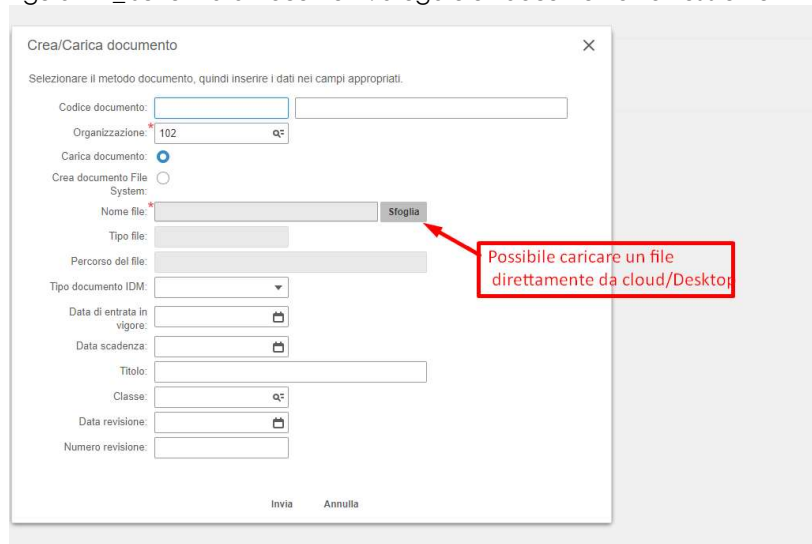 Crea/Carica documento
Selezionare il metodo documento, quindi inserire i dati nei campi appropriati.
Codice documento:
Organizzazione:* 102
Carica documento:
Crea documento File
System:
Nome file:* Sfoglia
Tipo file:
Percorso del file:
Possibile caricare un file
direttamente da cloud/Desktop
Tipo documento IDM:
Data di entrata in
vigore:
Data scadenza:
Titolo:
Classe:
Data revisione:
Numero revisione:
Invia Annulla